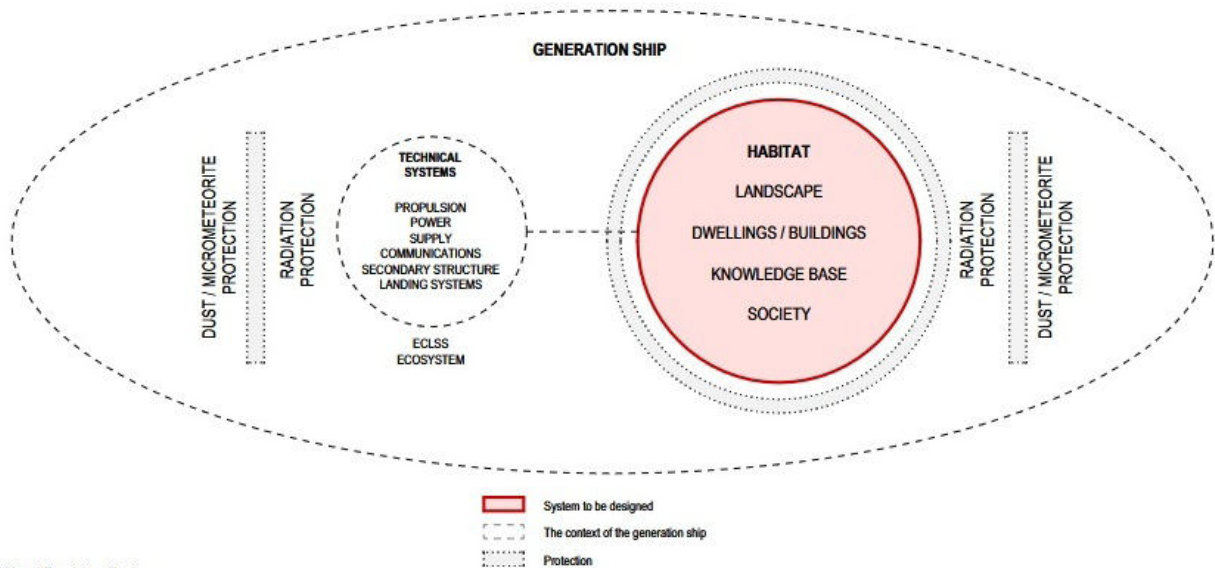 GENERATION SHIP
DUST / MICROMETEORITE
PROTECTION
RADIATION
PROTECTION
TECHNICAL
SYSTEMS
PROPULSION
POWER
SUPPLY
COMMUNICATIONS
SECONDARY STRUCTURE
LANDING SYSTEMS
ECLSS
ECOSYSTEM
HABITAT
LANDSCAPE
DWELLINGS / BUILDINGS
KNOWLEDGE BASE
SOCIETY
RADIATION
PROTECTION
DUST / MICROMETEORITE
PROTECTION
System to be designed
The context of the generation ship
Protection